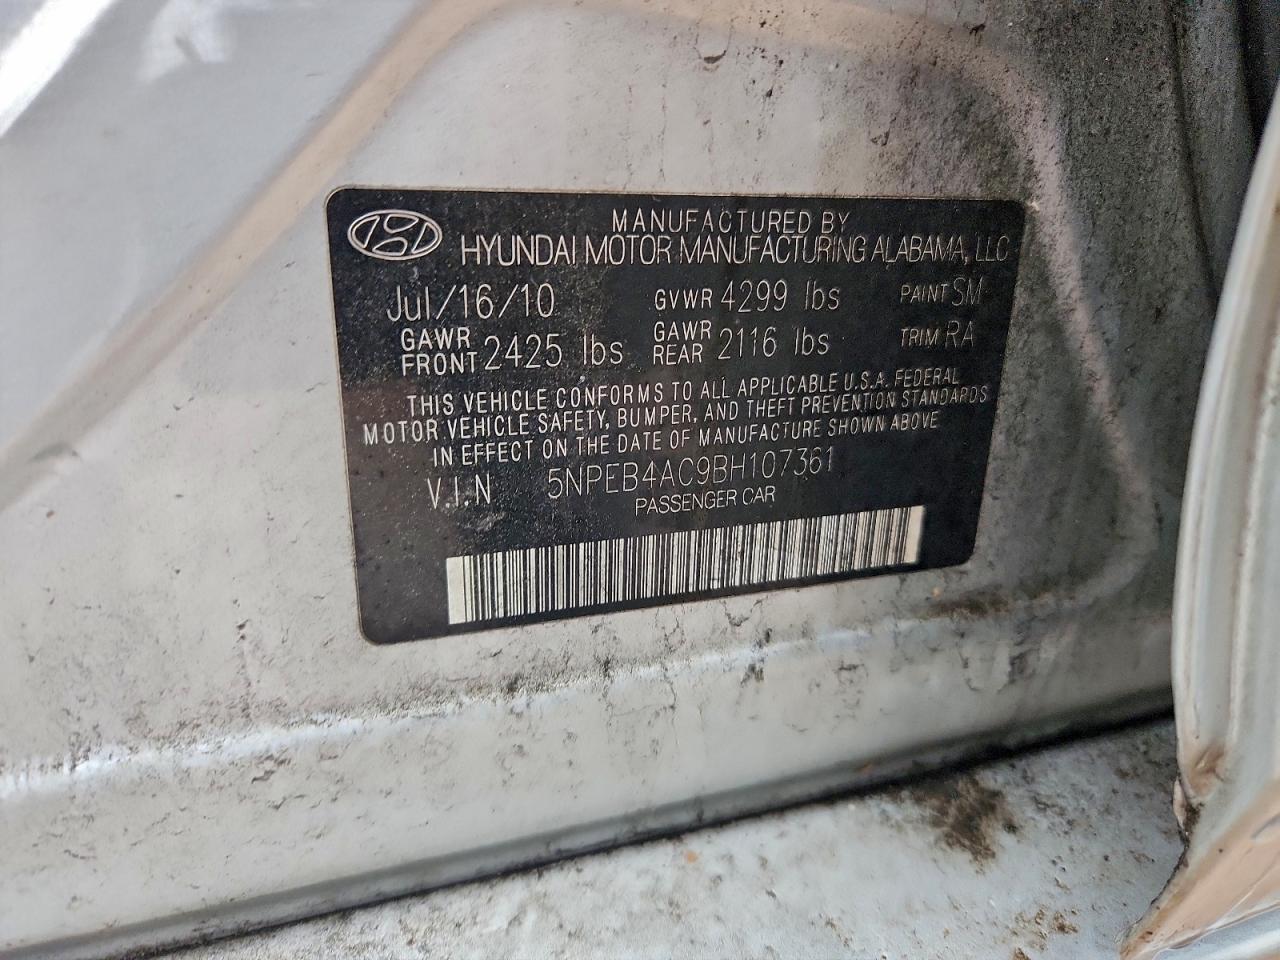 MANUFACTURED BY
HYUNDAI MOTOR MANUFACTURING ALABAMA, LLC
Jul/16/10 GVWR 4299 lbs PAINT SM
GAWR FRONT 2425 lbs GAWR REAR 2116 lbs TRIM RA
THIS VEHICLE CONFORMS TO ALL APPLICABLE U.S.A. FEDERAL
MOTOR VEHICLE SAFETY, BUMPER, AND THEFT PREVENTION STANDARDS
IN EFFECT ON THE DATE OF MANUFACTURE SHOWN ABOVE
V.I.N 5NPEB4AC9BH107361
PASSENGER CAR